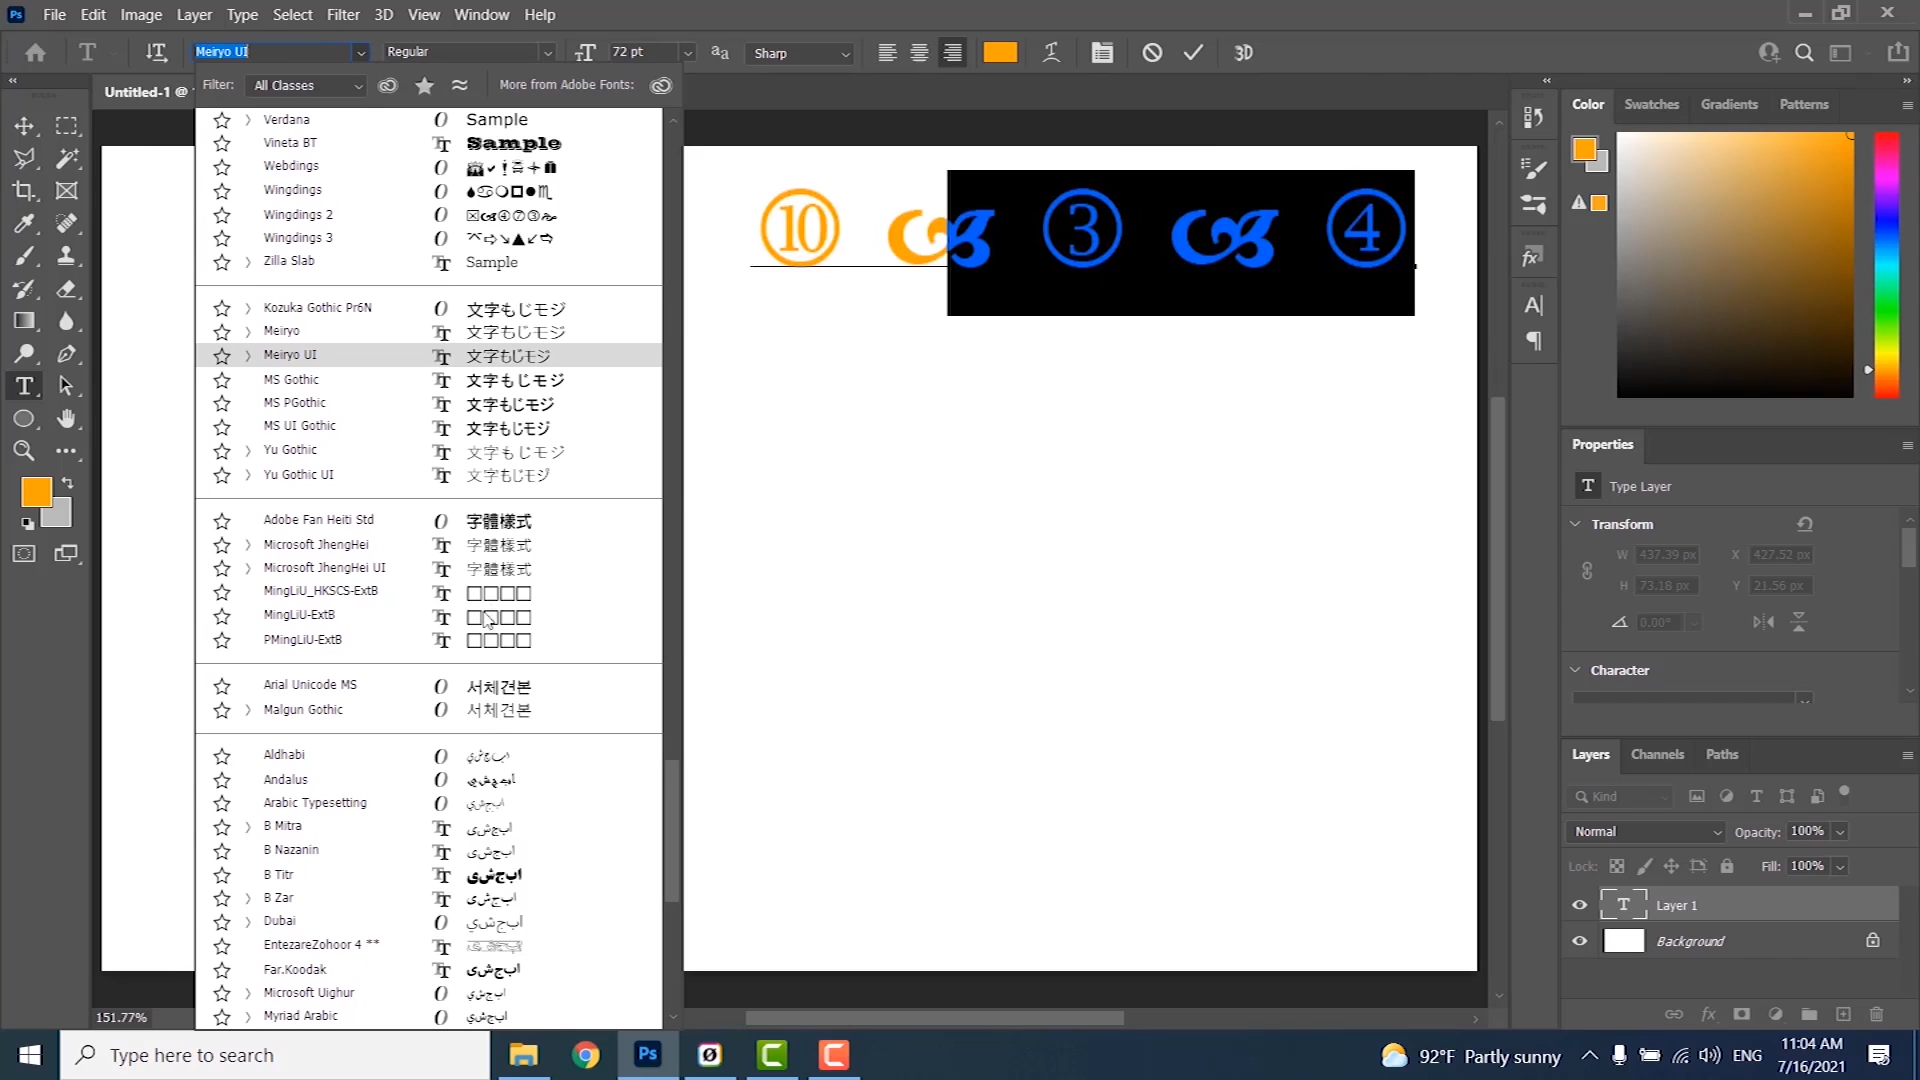 Ps File Edit Image Layer Type Select Filter 3D View Window Help
Meiryo UI Regular 72 pt Sharp 3D
Untitled-1 @
Filter: All Classes More from Adobe Fonts:
Verdana Sample
Vineta BT Sample
Webdings
Wingdings
Wingdings 2
Wingdings 3
Zilla Slab Sample
Kozuka Gothic Pr6N 文字もじモジ
Meiryo 文字もじモジ
Meiryo UI 文字もじモジ
MS Gothic 文字もじモジ
MS PGothic 文字もじモジ
MS UI Gothic 文字もじモジ
Yu Gothic 文字もじモジ
Yu Gothic UI 文字もじモジ
Adobe Fan Heiti Std 字體樣式
Microsoft JhengHei 字體樣式
Microsoft JhengHei UI 字體樣式
MingLiU_HKSCS-ExtB
MingLiU-ExtB
PMingLiU-ExtB
Arial Unicode MS 서체견본
Malgun Gothic 서체견본
Aldhabi
Andalus
Arabic Typesetting
B Mitra ابجش‌ی
B Nazanin ابجش‌ی
B Titr ابجش‌ی
B Zar ابجش‌ی
Dubai
EntezareZohoor 4 **
Far.Koodak ابجش‌ی
Microsoft Uighur
Myriad Arabic
⑩ ③ ④
Color Swatches Gradients Patterns
Properties
T Type Layer
Transform
W 437.39 px X 427.52 px
H 73.18 px Y 21.56 px
0.00°
Character
Layers Channels Paths
Kind
Normal Opacity: 100%
Lock: Fill: 100%
T Layer 1
Background
151.77%
Type here to search
Ps
92°F Partly sunny ENG 11:04 AM
7/16/2021